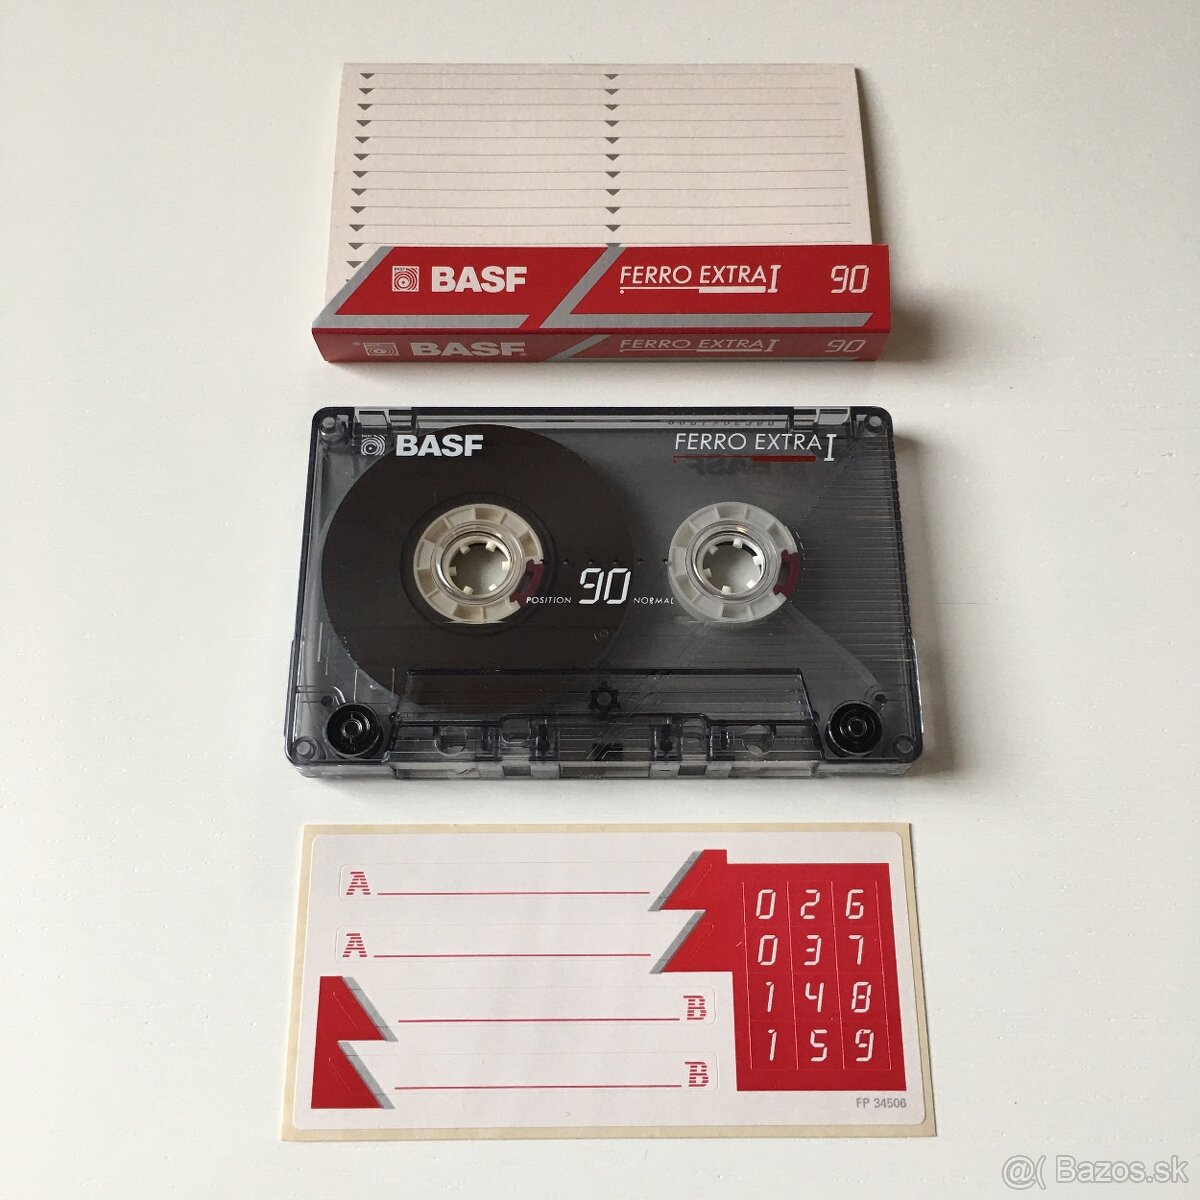 BASF FERRO EXTRA I 90
BASF FERRO EXTRA I 90
BASF FERRO EXTRA I
POSITION 90 NORMAL
A
0 2 6
A
0 3 7
B
1 4 8
B
1 5 9
FP 34506
@( Bazos.sk